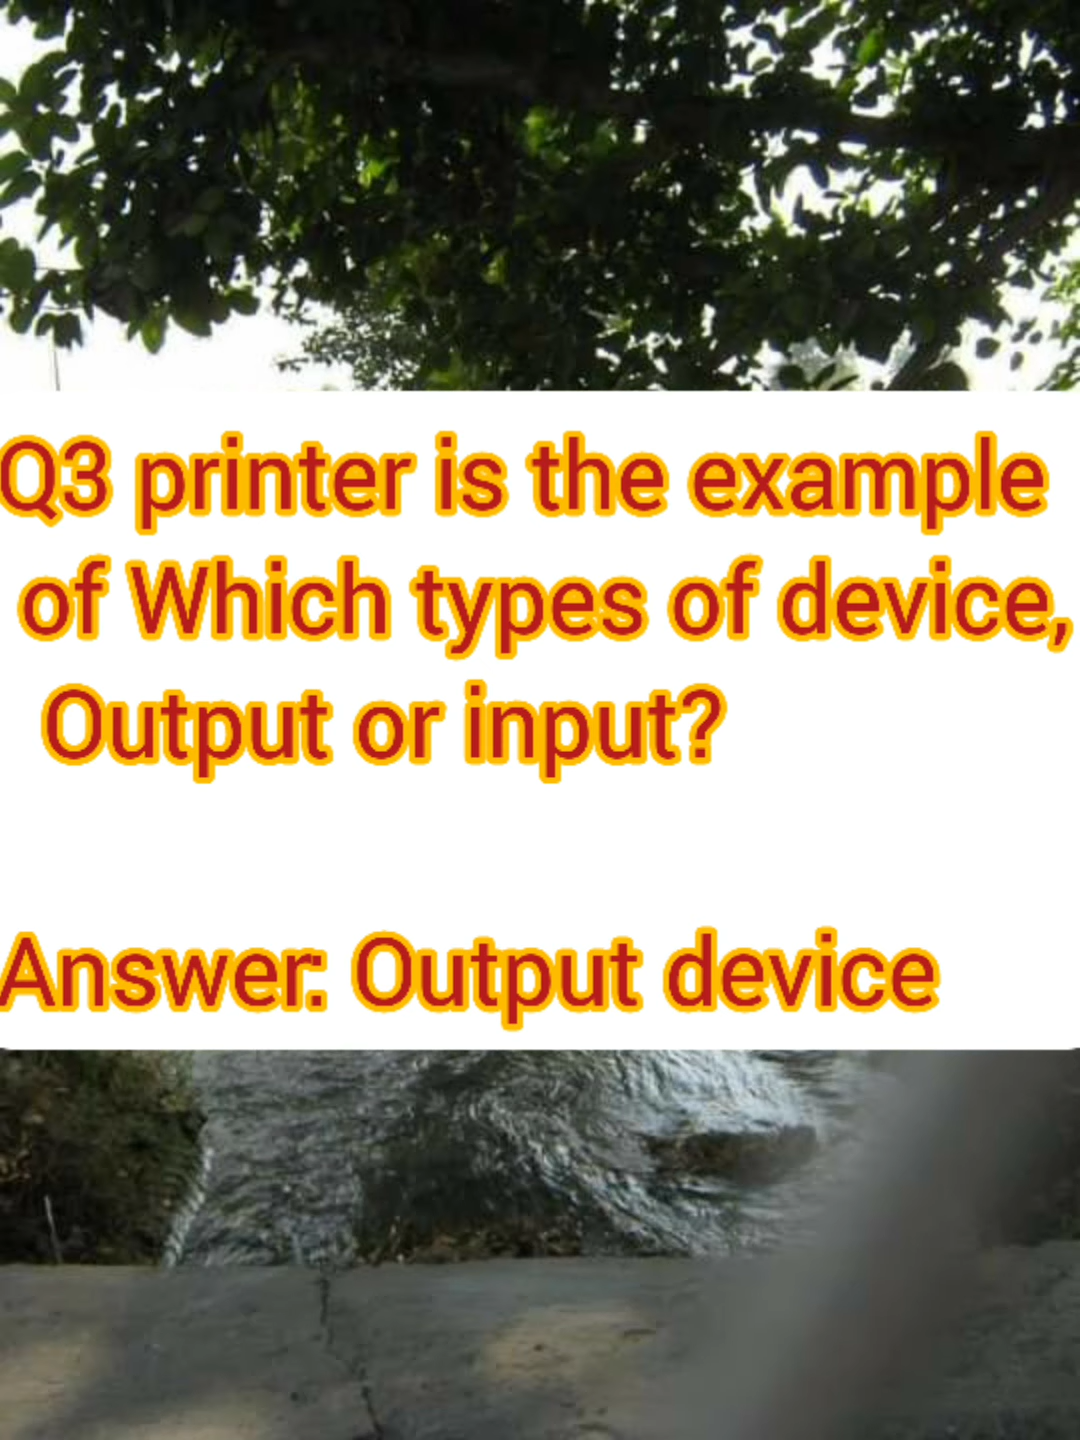 Q3 printer is the example
of Which types of device,
Output or input?
Answer: Output device